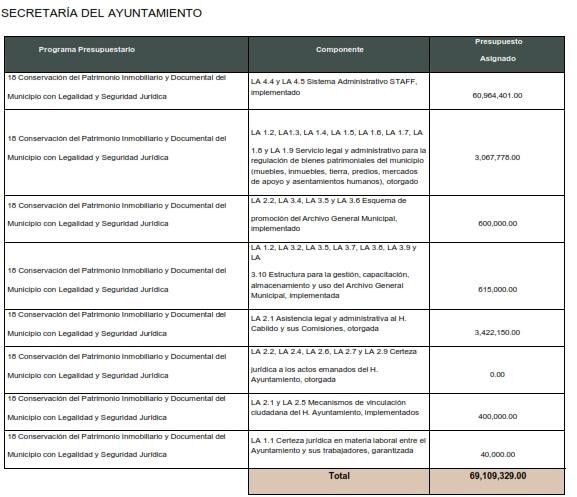 SECRETARÍA DEL AYUNTAMIENTO
Programa Presupuestario
Componente
Presupuesto
Asignado
18 Conservación del Patrimonio Inmobiliario y Documental del
Municipio con Legalidad y Seguridad Jurídica
LA 4.4 y LA 4.5 Sistema Administrativo STAFF,
implementado
60,964,401.00
18 Conservación del Patrimonio Inmobiliario y Documental del
Municipio con Legalidad y Seguridad Jurídica
LA 1.2, LA1.3, LA 1.4, LA 1.5, LA 1.6, LA 1.7, LA
1.8 y LA 1.9 Servicio legal y administrativo para la
regulación de bienes patrimoniales del municipio
(muebles, inmuebles, tierra, predios, mercados
de apoyo y asentamientos humanos), otorgado
3,067,778.00
18 Conservación del Patrimonio Inmobiliario y Documental del
Municipio con Legalidad y Seguridad Jurídica
LA 2.2, LA 3.4, LA 3.5 y LA 3.6 Esquema de
promoción del Archivo General Municipal,
implementado
600,000.00
18 Conservación del Patrimonio Inmobiliario y Documental del
Municipio con Legalidad y Seguridad Jurídica
LA 1.2, LA 3.2, LA 3.5, LA 3.7, LA 3.8, LA 3.9 y
LA
3.10 Estructura para la gestión, capacitación,
almacenamiento y uso del Archivo General
Municipal, implementada
615,000.00
18 Conservación del Patrimonio Inmobiliario y Documental del
Municipio con Legalidad y Seguridad Jurídica
LA 2.1 Asistencia legal y administrativa al H.
Cabildo y sus Comisiones, otorgada
3,422,150.00
18 Conservación del Patrimonio Inmobiliario y Documental del
Municipio con Legalidad y Seguridad Jurídica
LA 2.2, LA 2.4, LA 2.6, LA 2.7 y LA 2.9 Certeza
jurídica a los actos emanados del H.
Ayuntamiento, otorgada
0.00
18 Conservación del Patrimonio Inmobiliario y Documental del
Municipio con Legalidad y Seguridad Jurídica
LA 2.1 y LA 2.5 Mecanismos de vinculación
ciudadana del H. Ayuntamiento, implementados
400,000.00
18 Conservación del Patrimonio Inmobiliario y Documental del
Municipio con Legalidad y Seguridad Jurídica
LA 1.1 Certeza jurídica en materia laboral entre el
Ayuntamiento y sus trabajadores, garantizada
40,000.00
Total
69,109,329.00